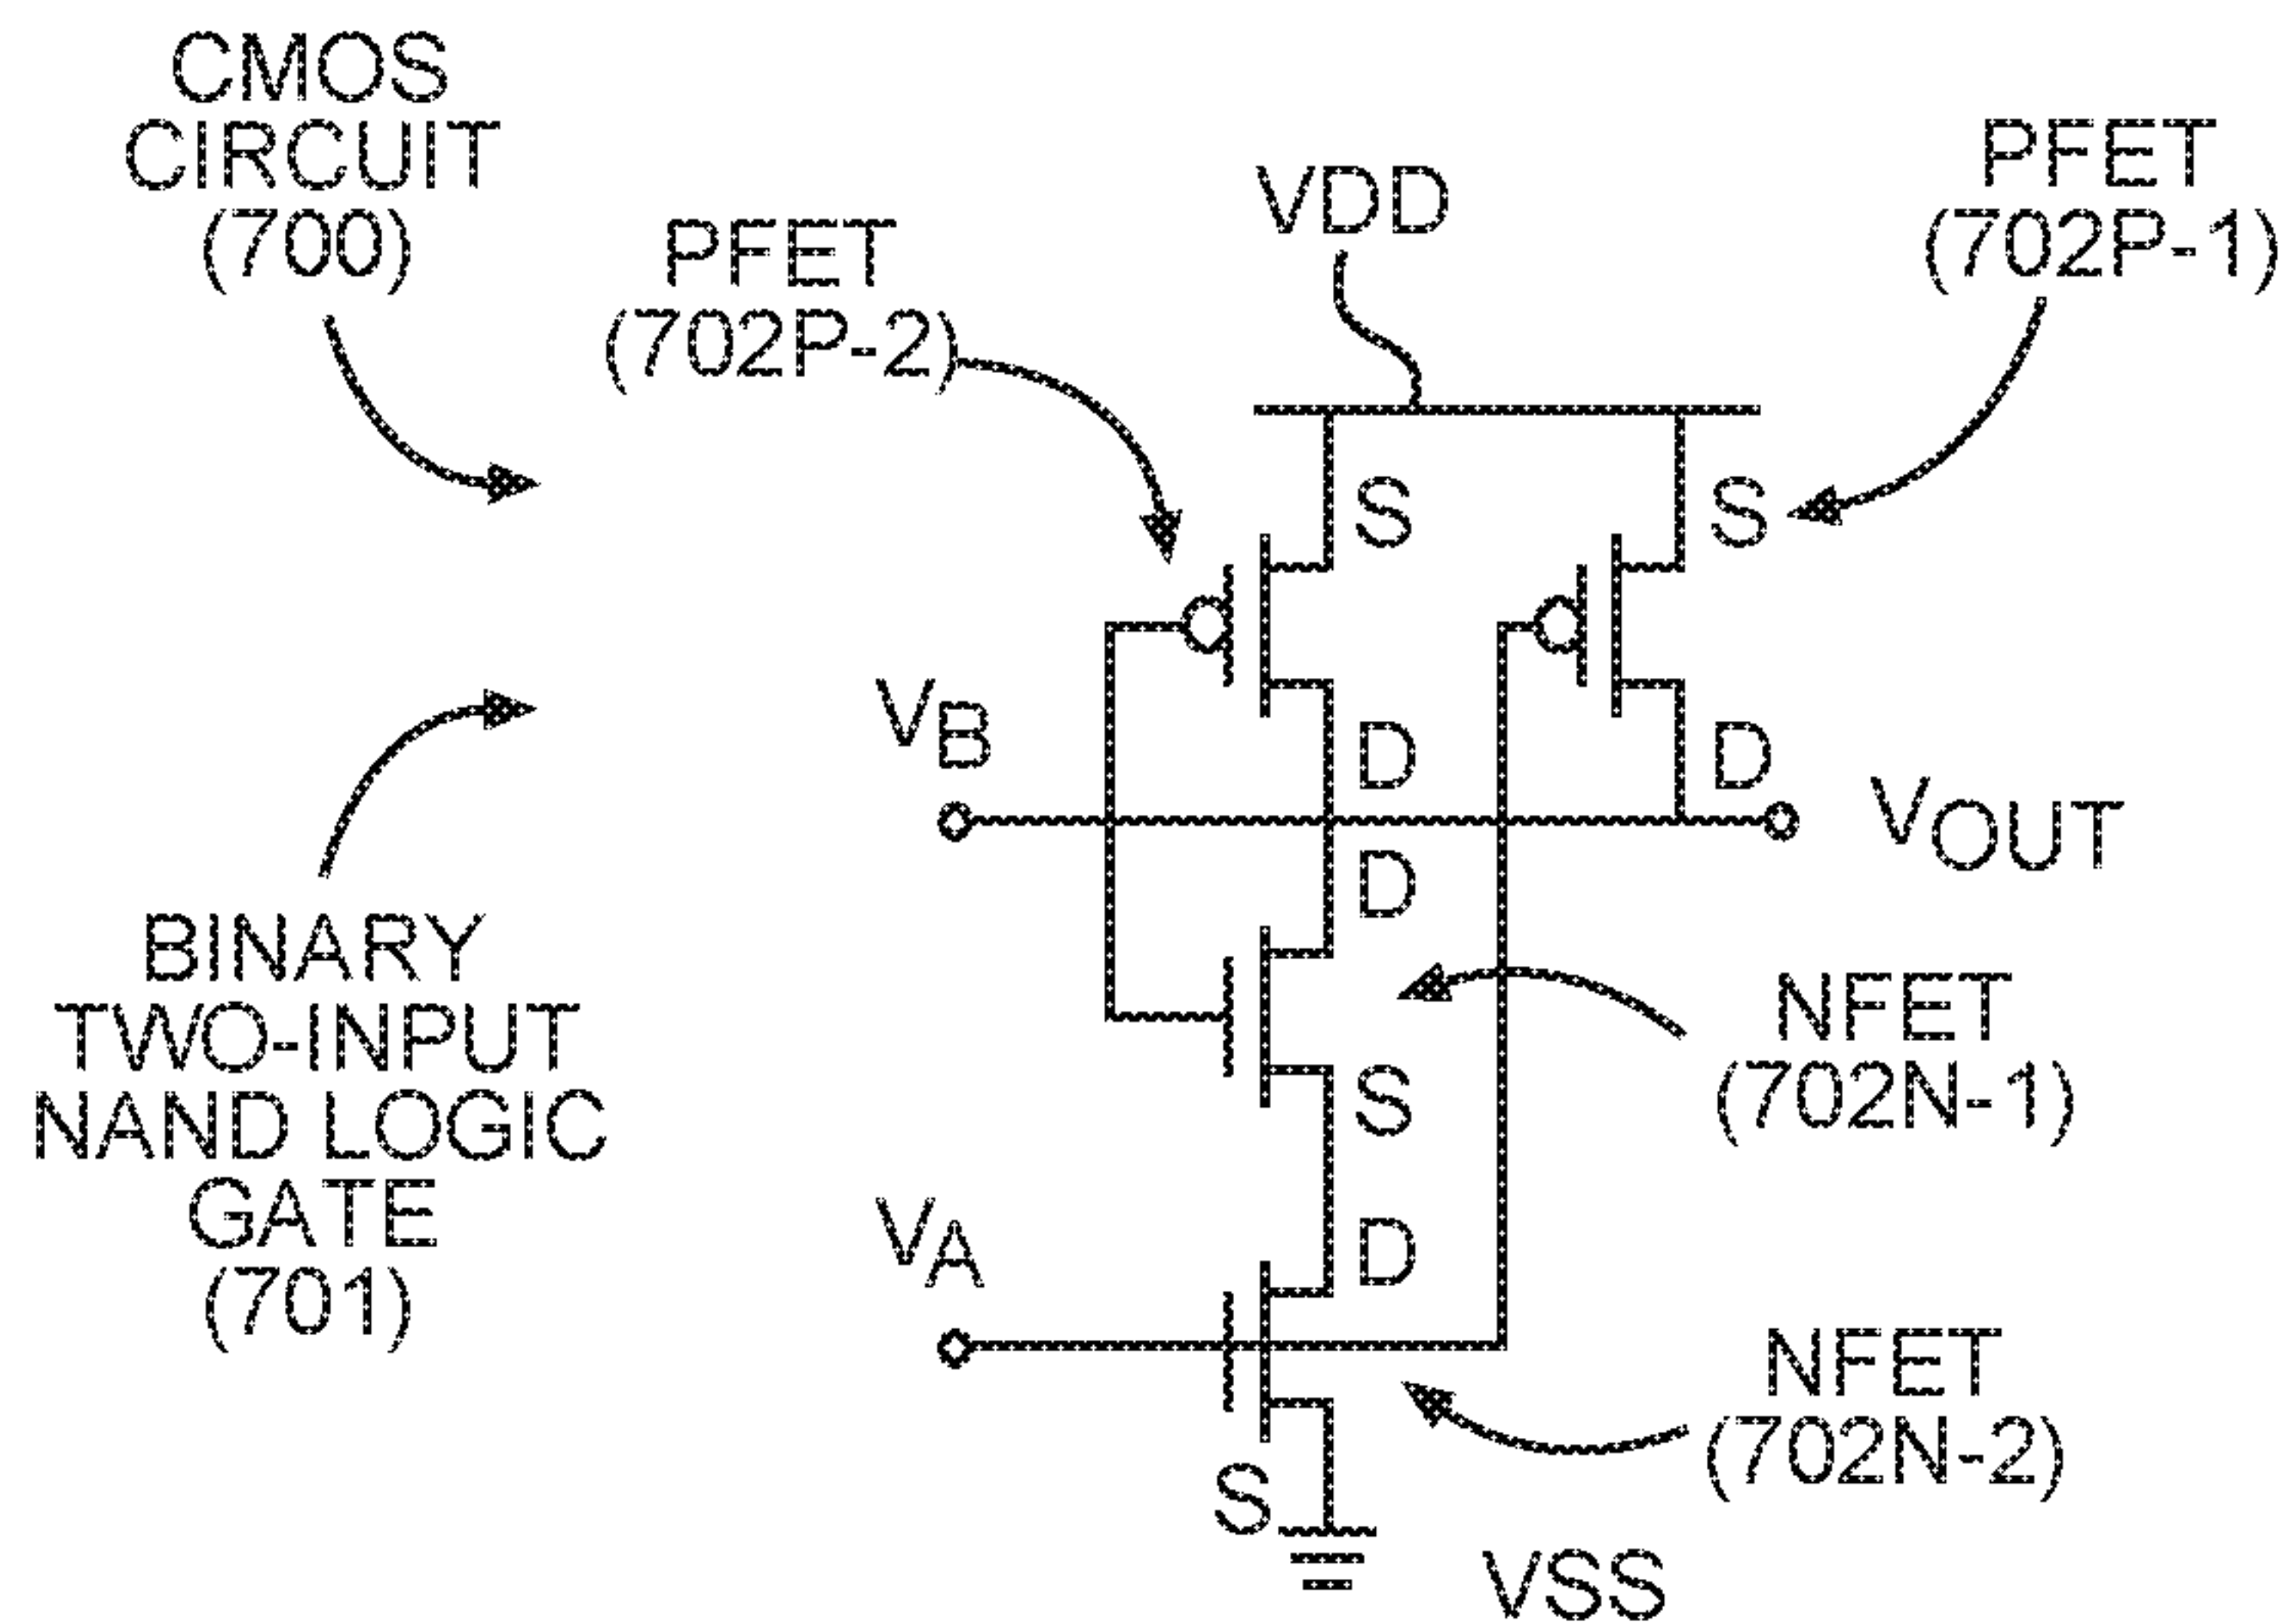 CMOS
CIRCUIT
(700)
PFET
(702P-2)
VDD
PFET
(702P-1)
S
S
VB
D
D
VOUT
D
BINARY
TWO-INPUT
NAND LOGIC
GATE
(701)
NFET
(702N-1)
S
VA
D
NFET
(702N-2)
S
VSS